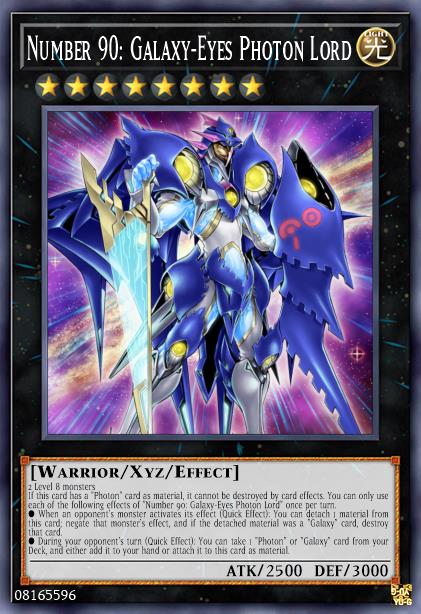 Number 90: Galaxy-Eyes Photon Lord
LIGHT
光
90
[Warrior/Xyz/Effect]
2 Level 8 monsters
If this card has a "Photon" card as material, it cannot be destroyed by card effects. You can only use
each of the following effects of "Number 90: Galaxy-Eyes Photon Lord" once per turn.
● When an opponent's monster activates its effect (Quick Effect): You can detach 1 material from
this card; negate that monster's effect, and if the detached material was a "Galaxy" card, destroy
that card.
● During your opponent's turn (Quick Effect): You can take 1 "Photon" or "Galaxy" card from your
Deck, and either add it to your hand or attach it to this card as material.
ATK/2500 DEF/3000
08165596